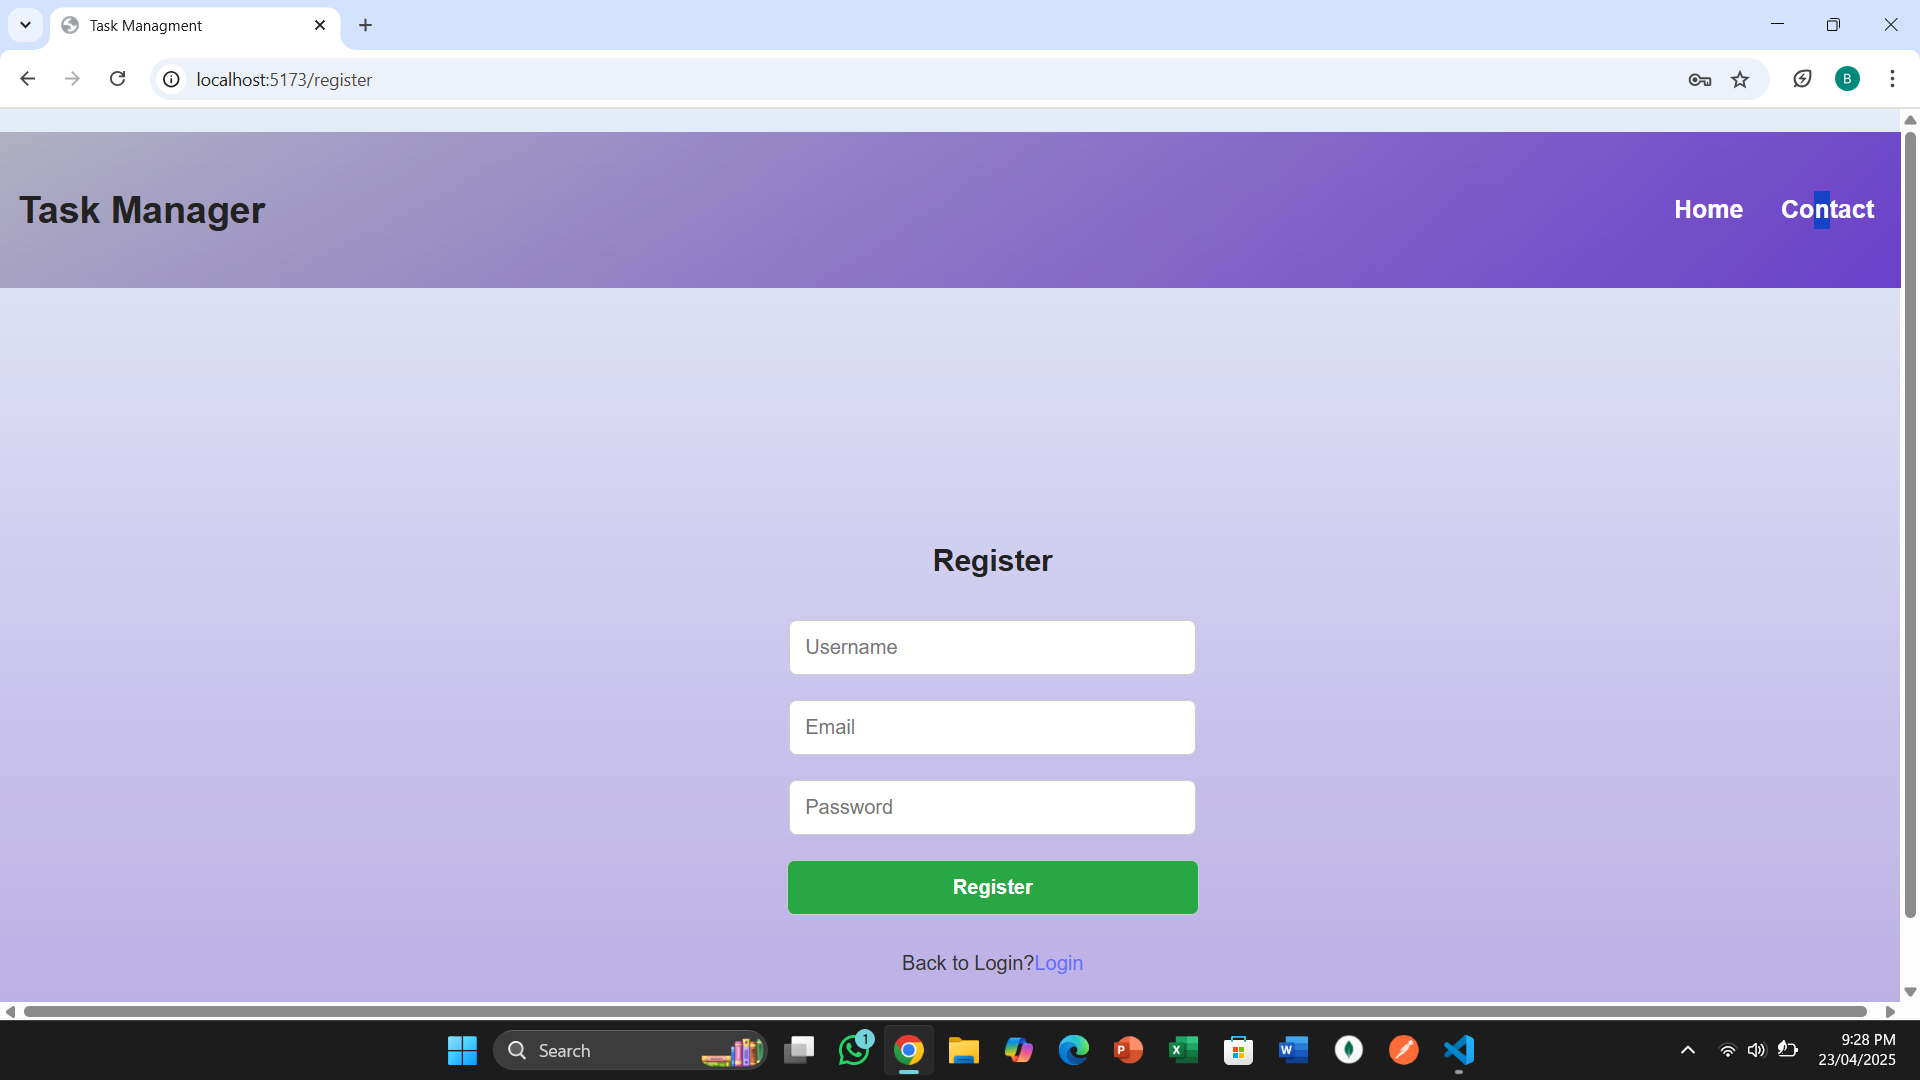 Task Managment
localhost:5173/register
B
Task Manager
Home
Contact
Register
Username
Email
Password
Register
Back to Login?Login
Search
1
P
X
W
9:28 PM
23/04/2025